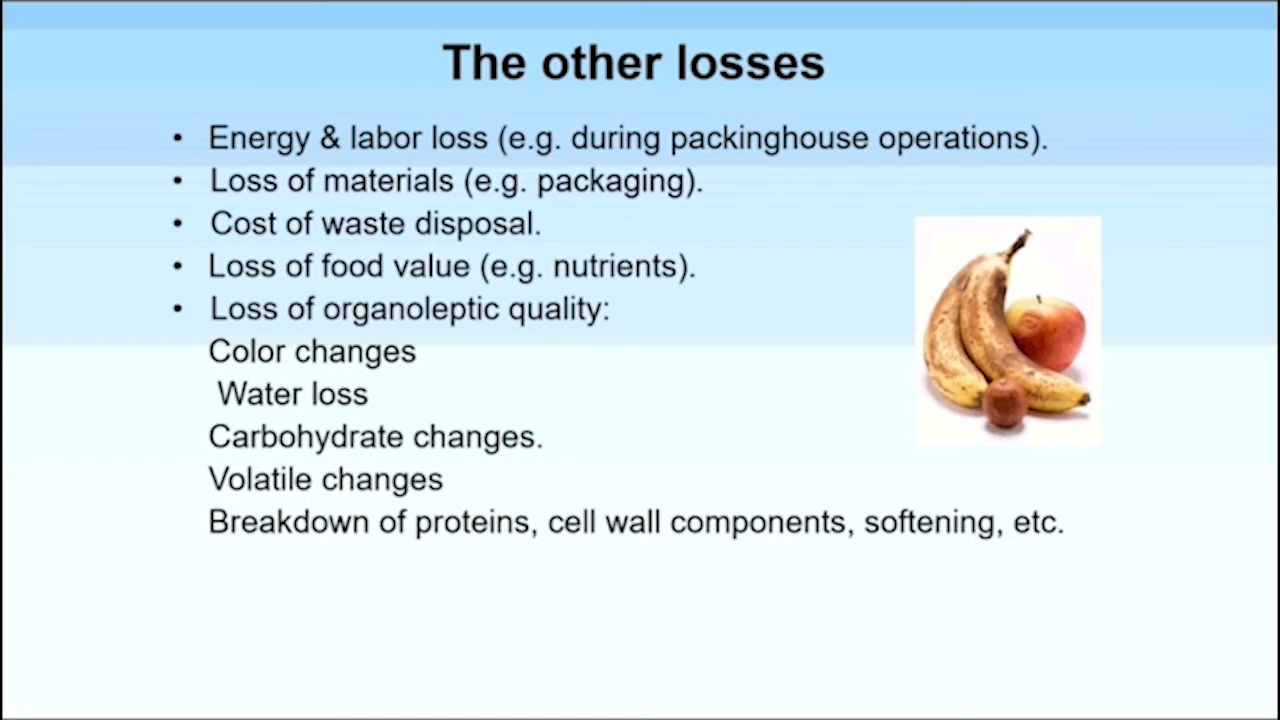 The other losses
• Energy & labor loss (e.g. during packinghouse operations).
• Loss of materials (e.g. packaging).
• Cost of waste disposal.
• Loss of food value (e.g. nutrients).
• Loss of organoleptic quality:
Color changes
Water loss
Carbohydrate changes.
Volatile changes
Breakdown of proteins, cell wall components, softening, etc.